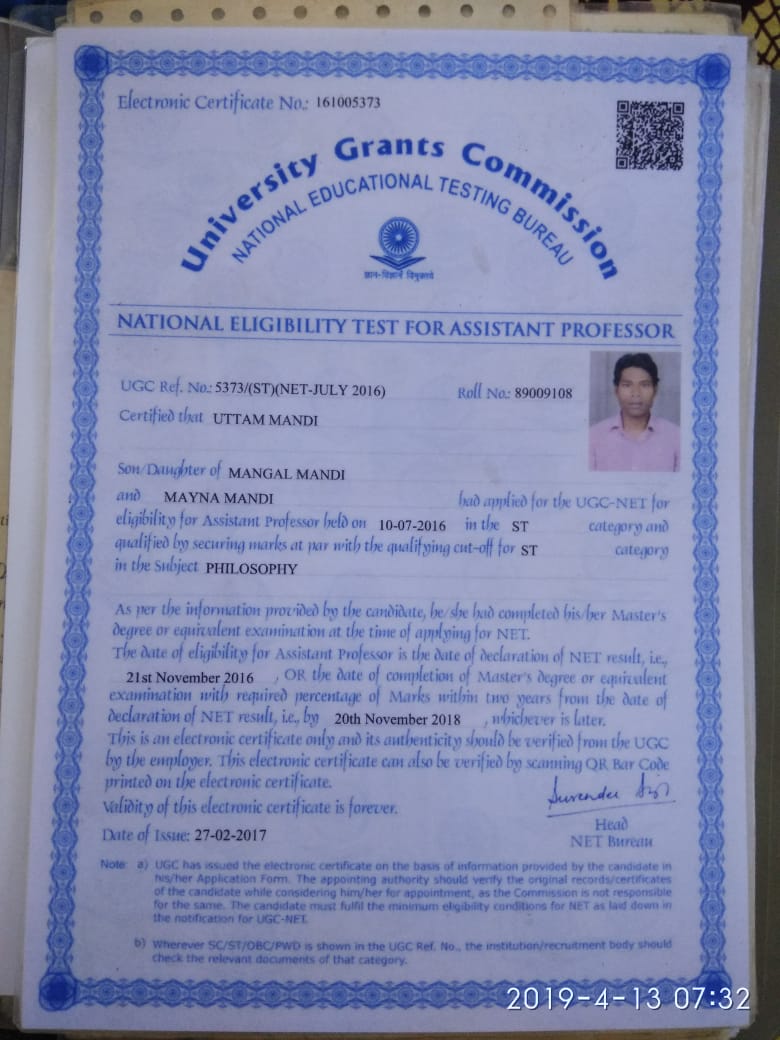 Electronic Certificate No.: 161005373
University Grants Commission
NATIONAL EDUCATIONAL TESTING BUREAU
ज्ञान-विज्ञानं विमुक्तये
NATIONAL ELIGIBILITY TEST FOR ASSISTANT PROFESSOR
UGC Ref. No.: 5373/(ST)(NET-JULY 2016) Roll No.: 89009108
Certified that UTTAM MANDI
Son/Daughter of MANGAL MANDI
and MAYNA MANDI had applied for the UGC-NET for
eligibility for Assistant Professor held on 10-07-2016 in the ST category and
qualified by securing marks at par with the qualifying cut-off for ST category
in the Subject PHILOSOPHY
As per the information provided by the candidate, he/she had completed his/her Master's
degree or equivalent examination at the time of applying for NET.
The date of eligibility for Assistant Professor is the date of declaration of NET result, i.e.,
21st November 2016 , OR the date of completion of Master's degree or equivalent
examination with required percentage of Marks within two years from the date of
declaration of NET result, i.e., by 20th November 2018 , whichever is later.
This is an electronic certificate only and its authenticity should be verified from the UGC
by the employer. This electronic certificate can also be verified by scanning QR Bar Code
printed on the electronic certificate.
Validity of this electronic certificate is forever.
Date of Issue: 27-02-2017
Head
NET Bureau
Note: a) UGC has issued the electronic certificate on the basis of information provided by the candidate in
his/her Application Form. The appointing authority should verify the original records/certificates
of the candidate while considering him/her for appointment, as the Commission is not responsible
for the same. The candidate must fulfil the minimum eligibility conditions for NET as laid down in
the notification for UGC-NET.
b) Wherever SC/ST/OBC/PWD is shown in the UGC Ref. No., the institution/recruitment body should
check the relevant documents of that category.
2019-4-13 07:32